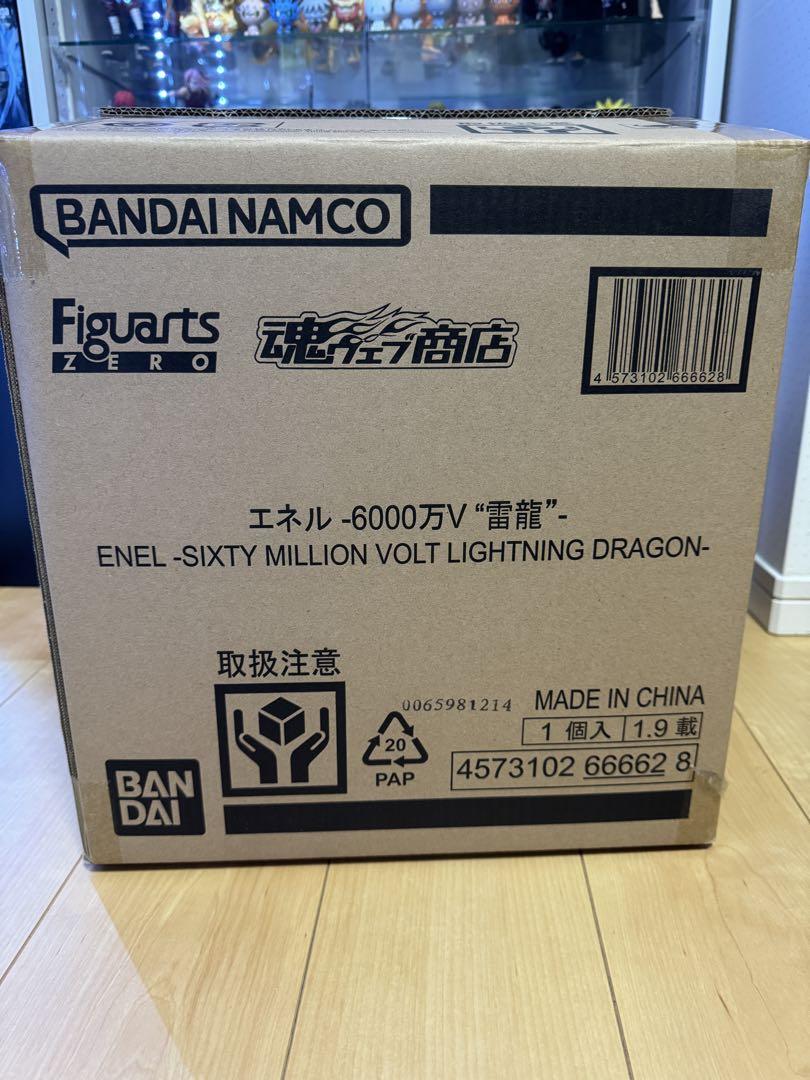 BANDAI NAMCO
Figuarts
ZERO
魂ウェブ商店
4 573102 666628
エネル -6000万V “雷龍”-
ENEL -SIXTY MILLION VOLT LIGHTNING DRAGON-
取扱注意
0065981214
MADE IN CHINA
1 個入 1.9 載
20
PAP
4573102 66662 8
BAN
DAI